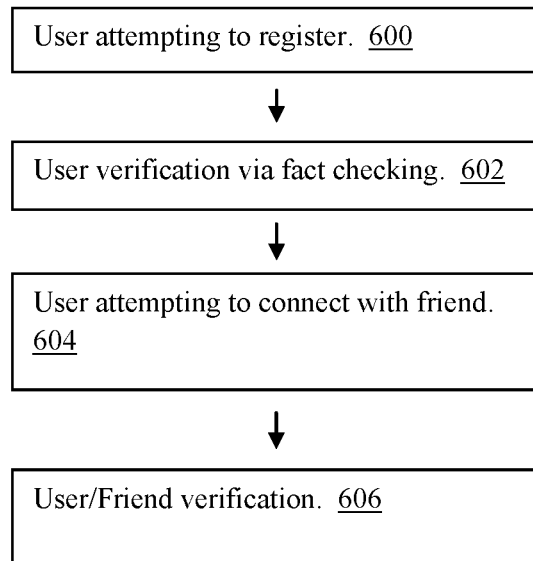 User attempting to register. 600
User verification via fact checking. 602
User attempting to connect with friend.
604
User/Friend verification. 606